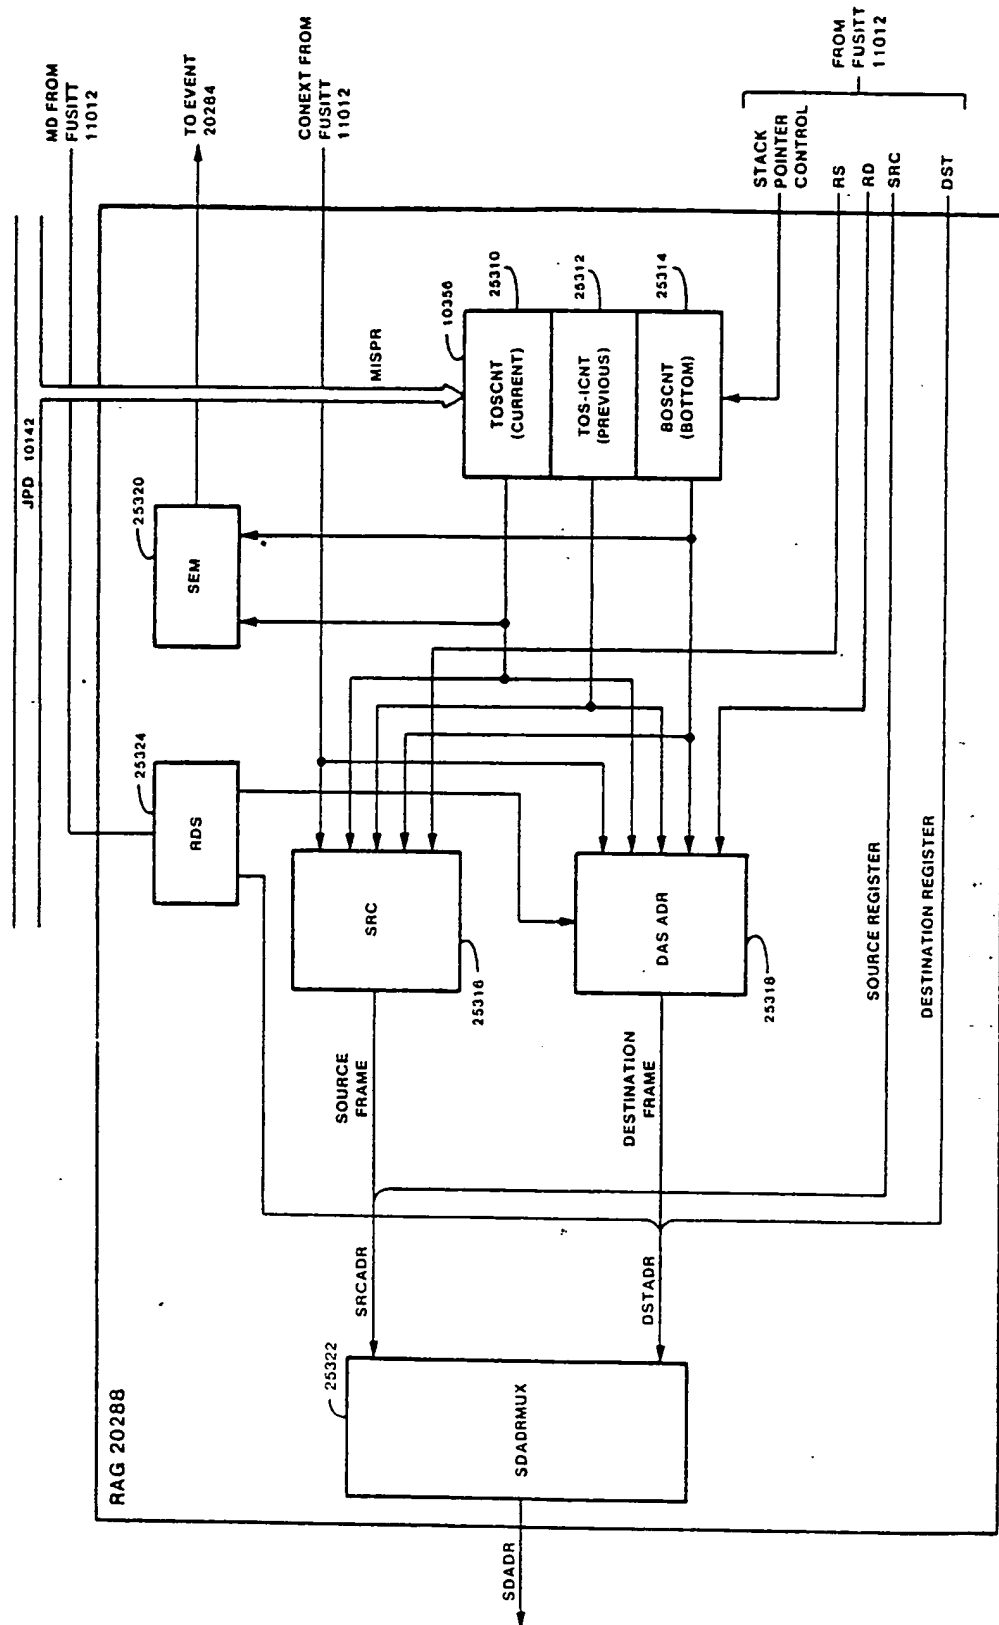 RAG 20288
JPD 10142
MD FROM
FUSITT
11012
TO EVENT
20284
CONEXT FROM
FUSITT
11012
FROM
FUSITT
11012
STACK
POINTER
CONTROL
RS
RD
SRC
DST
MISPR
10356
25310
25312
25314
TOSCNT
(CURRENT)
TOS-ICNT
(PREVIOUS)
BOSCNT
(BOTTOM)
25320
SEM
25324
RDS
SRC
25316
DAS ADR
25318
SOURCE REGISTER
DESTINATION REGISTER
SOURCE
FRAME
DESTINATION
FRAME
SRCADR
DSTADR
25322
SDADRMUX
SDADR